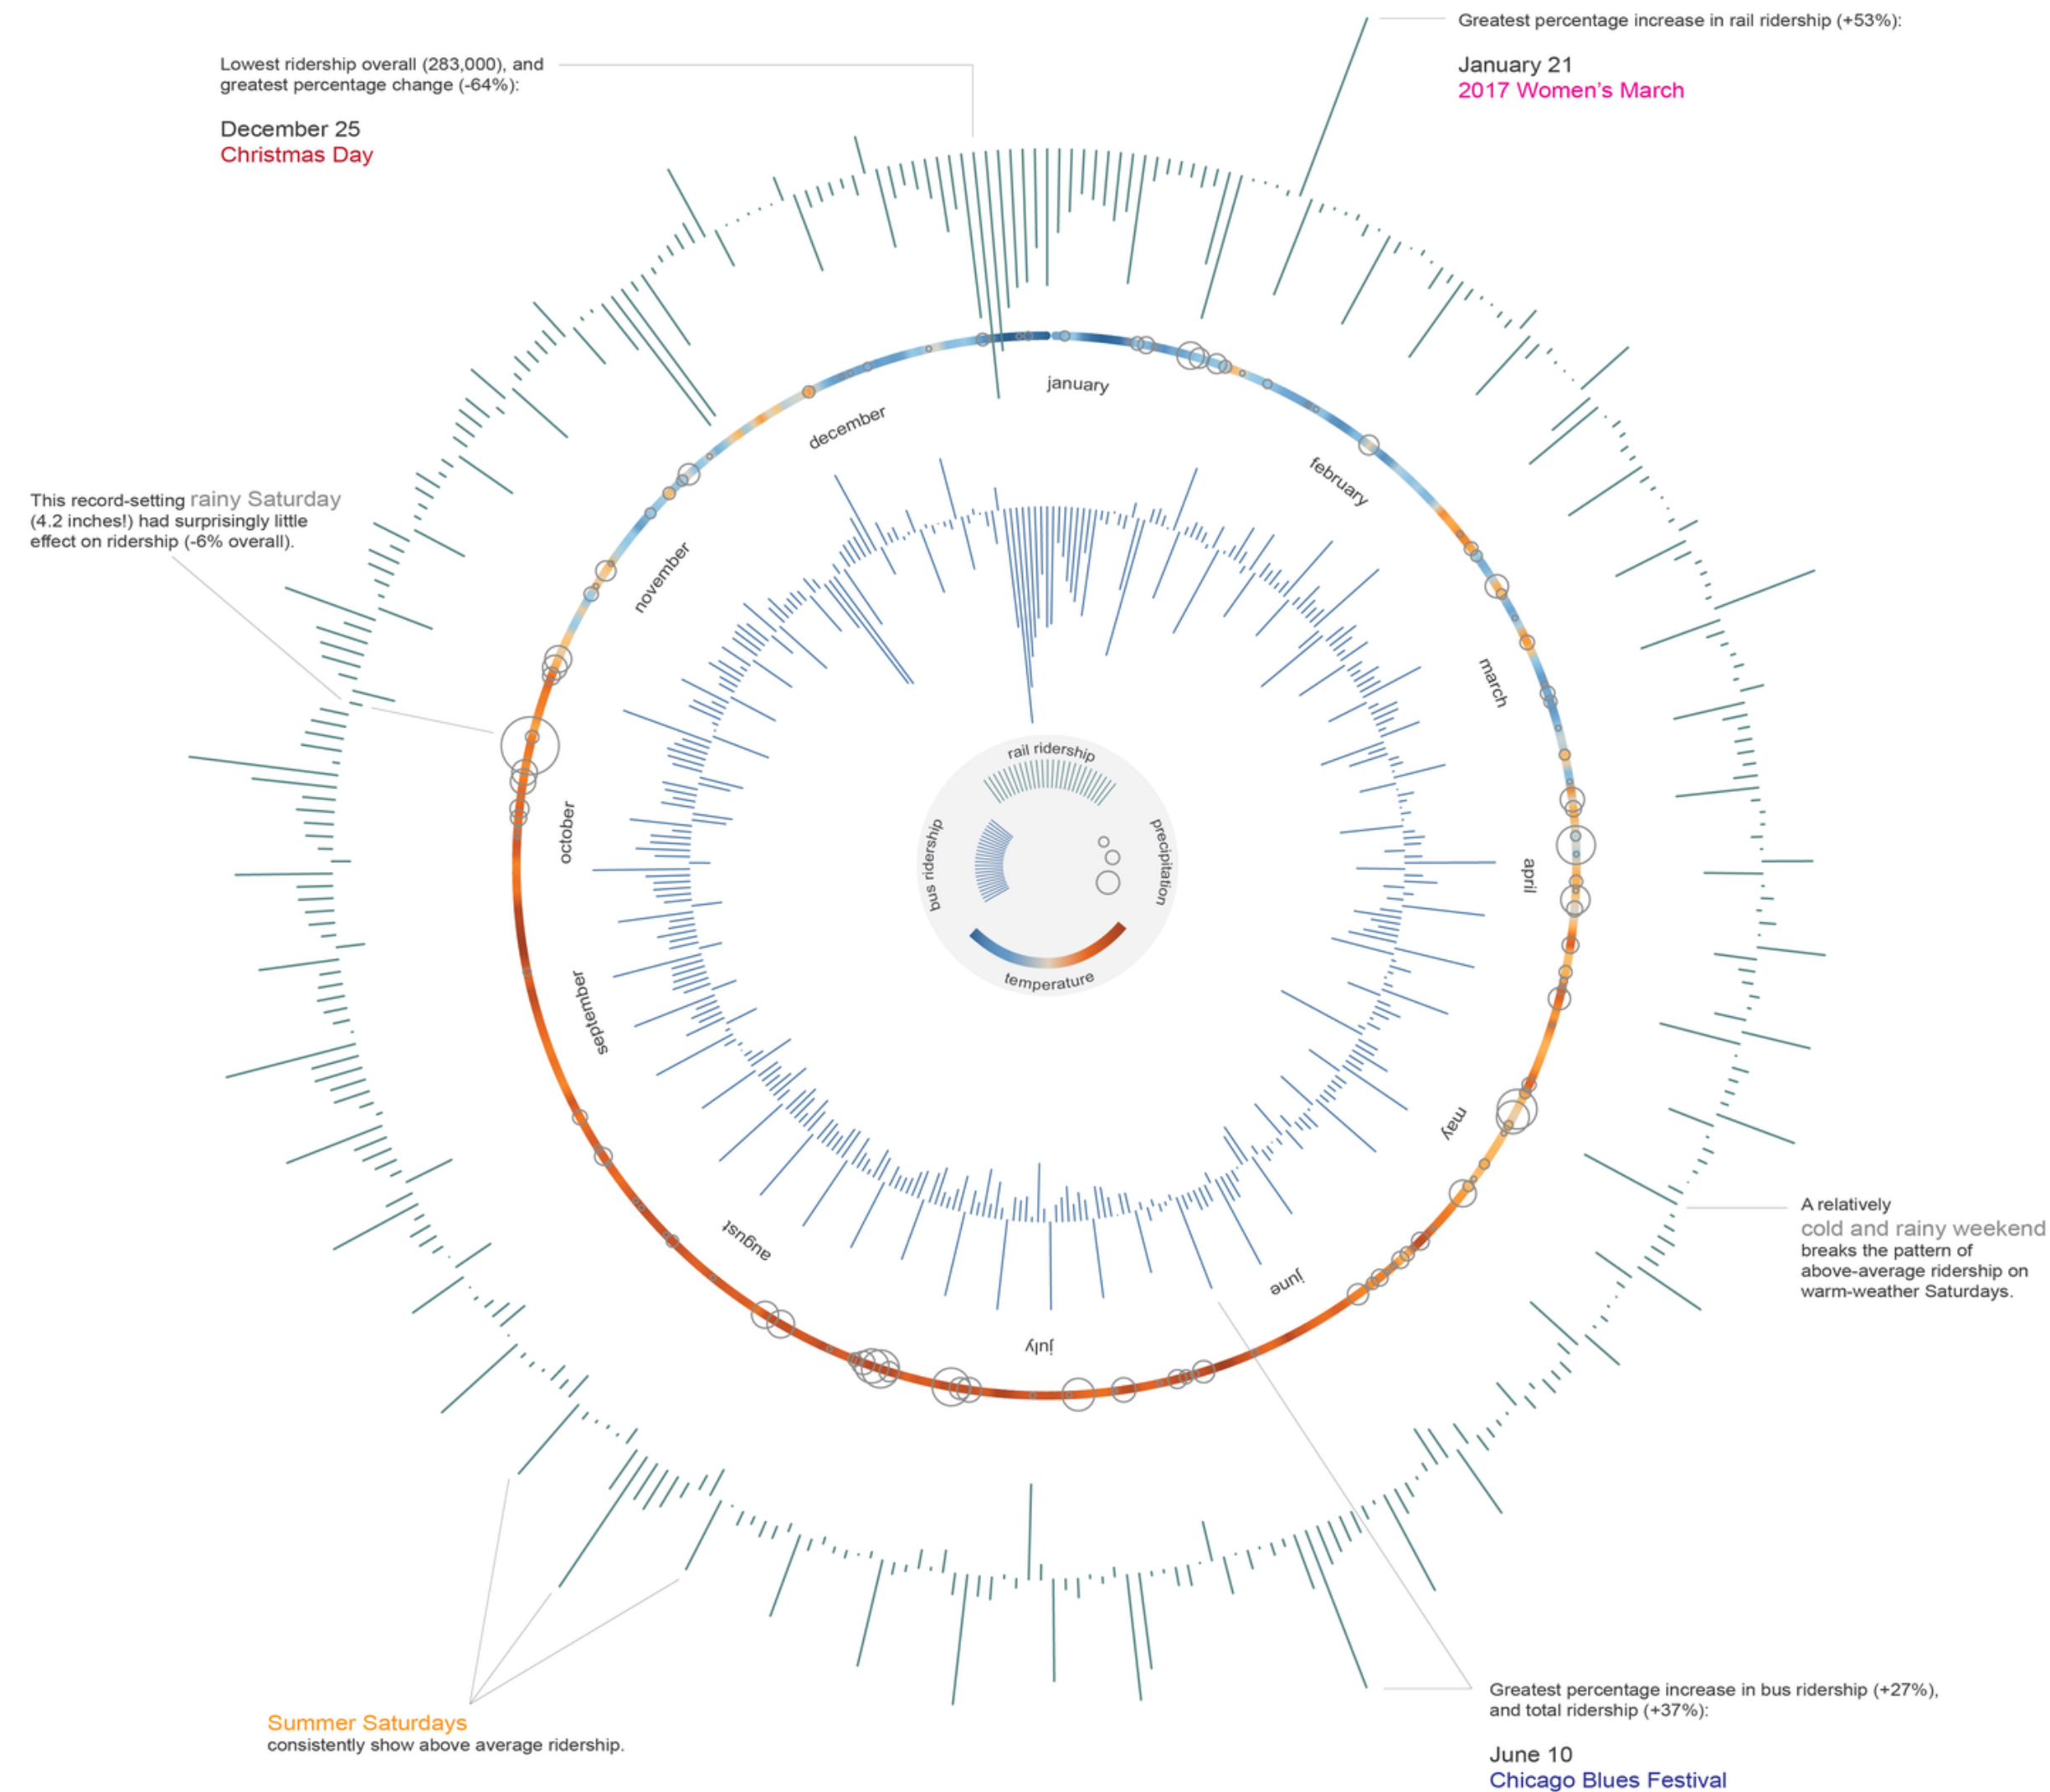 Greatest percentage increase in rail ridership (+53%):
January 21
2017 Women's March
Lowest ridership overall (283,000), and
greatest percentage change (-64%):
December 25
Christmas Day
This record-setting rainy Saturday
(4.2 inches!) had surprisingly little
effect on ridership (-6% overall).
january
february
march
april
may
june
july
august
september
october
november
december
rail ridership
bus ridership
precipitation
temperature
A relatively
cold and rainy weekend
breaks the pattern of
above-average ridership on
warm-weather Saturdays.
Summer Saturdays
consistently show above average ridership.
Greatest percentage increase in bus ridership (+27%),
and total ridership (+37%):
June 10
Chicago Blues Festival